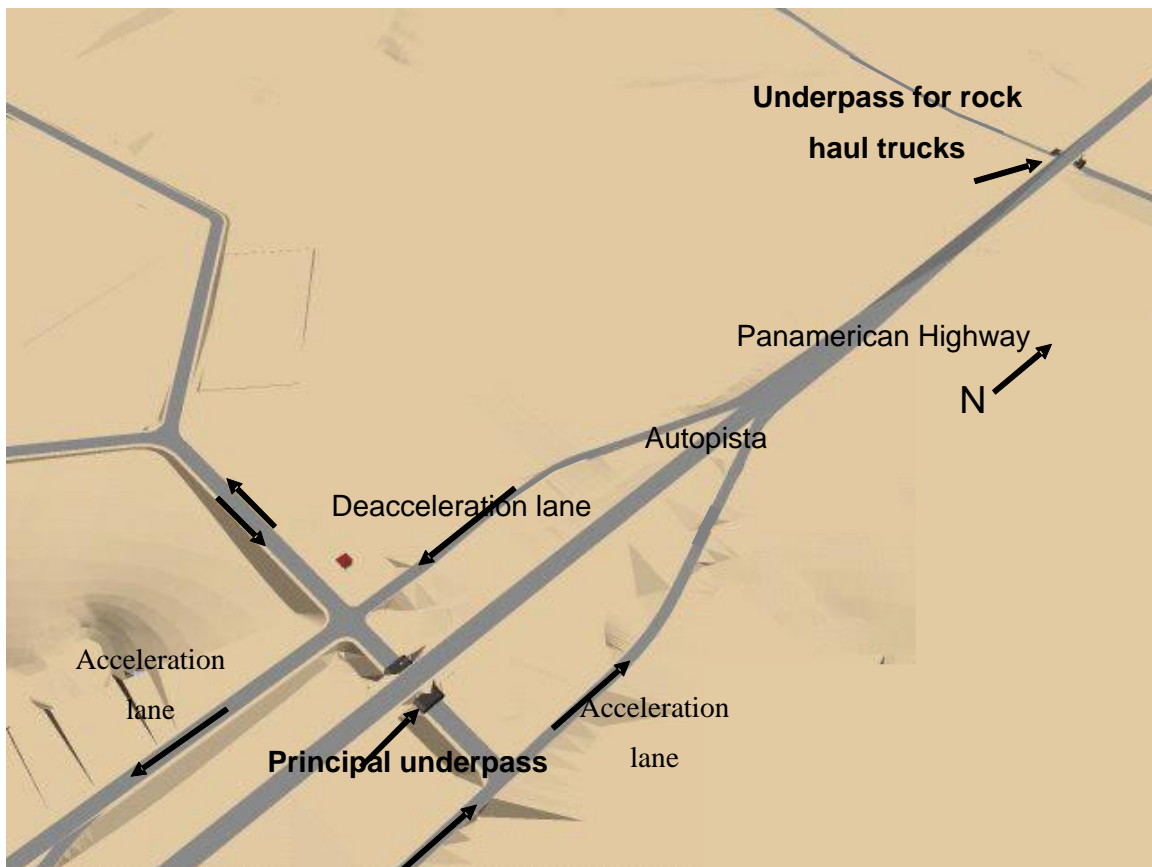 Underpass for rock
haul trucks
Panamerican Highway
N
Autopista
Deacceleration lane
Acceleration
lane
Acceleration
lane
Principal underpass